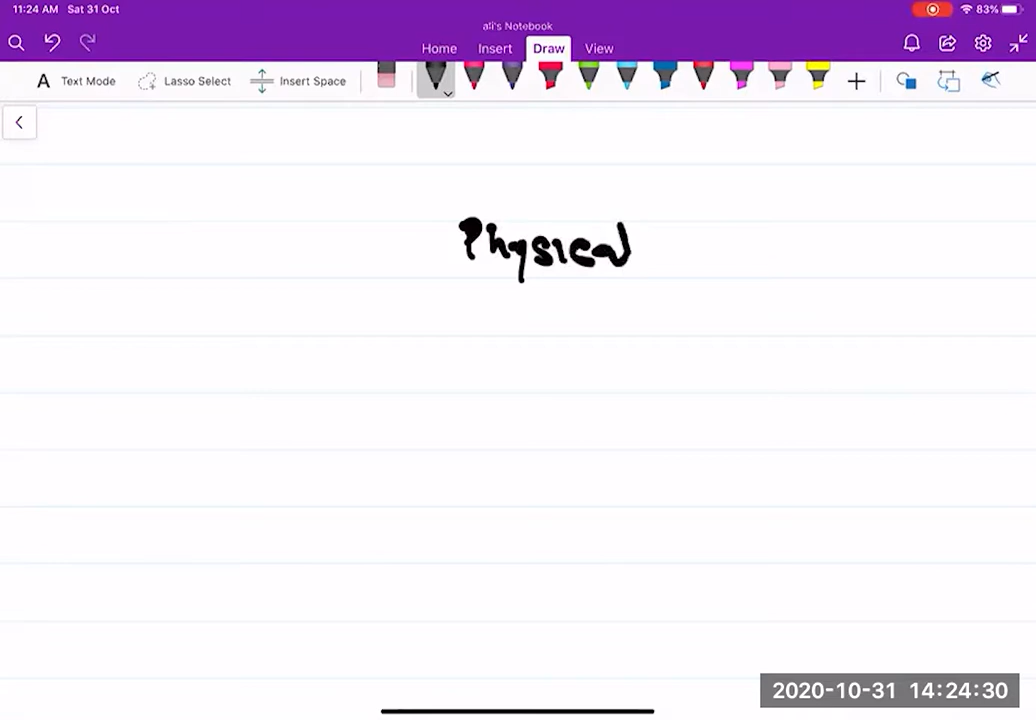 11:24 AM Sat 31 Oct
83%
ali's Notebook
Home Insert Draw View
A Text Mode Lasso Select Insert Space
Physical
2020-10-31 14:24:30